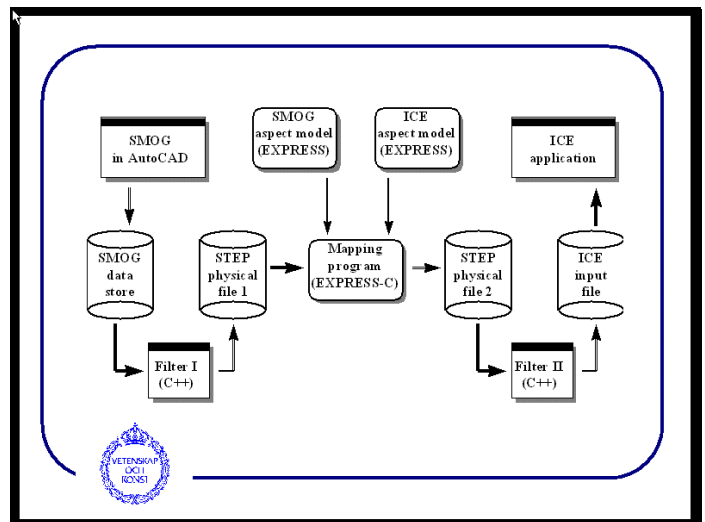 SMOG
in AutoCAD
SMOG
aspect model
(EXPRESS)
ICE
aspect model
(EXPRESS)
ICE
application
SMOG
data
store
STEP
physical
file 1
Mapping
program
(EXPRESS-C)
STEP
physical
file 2
ICE
input
file
Filter I
(C++)
Filter II
(C++)
VETENSKAP
OCH
KONST